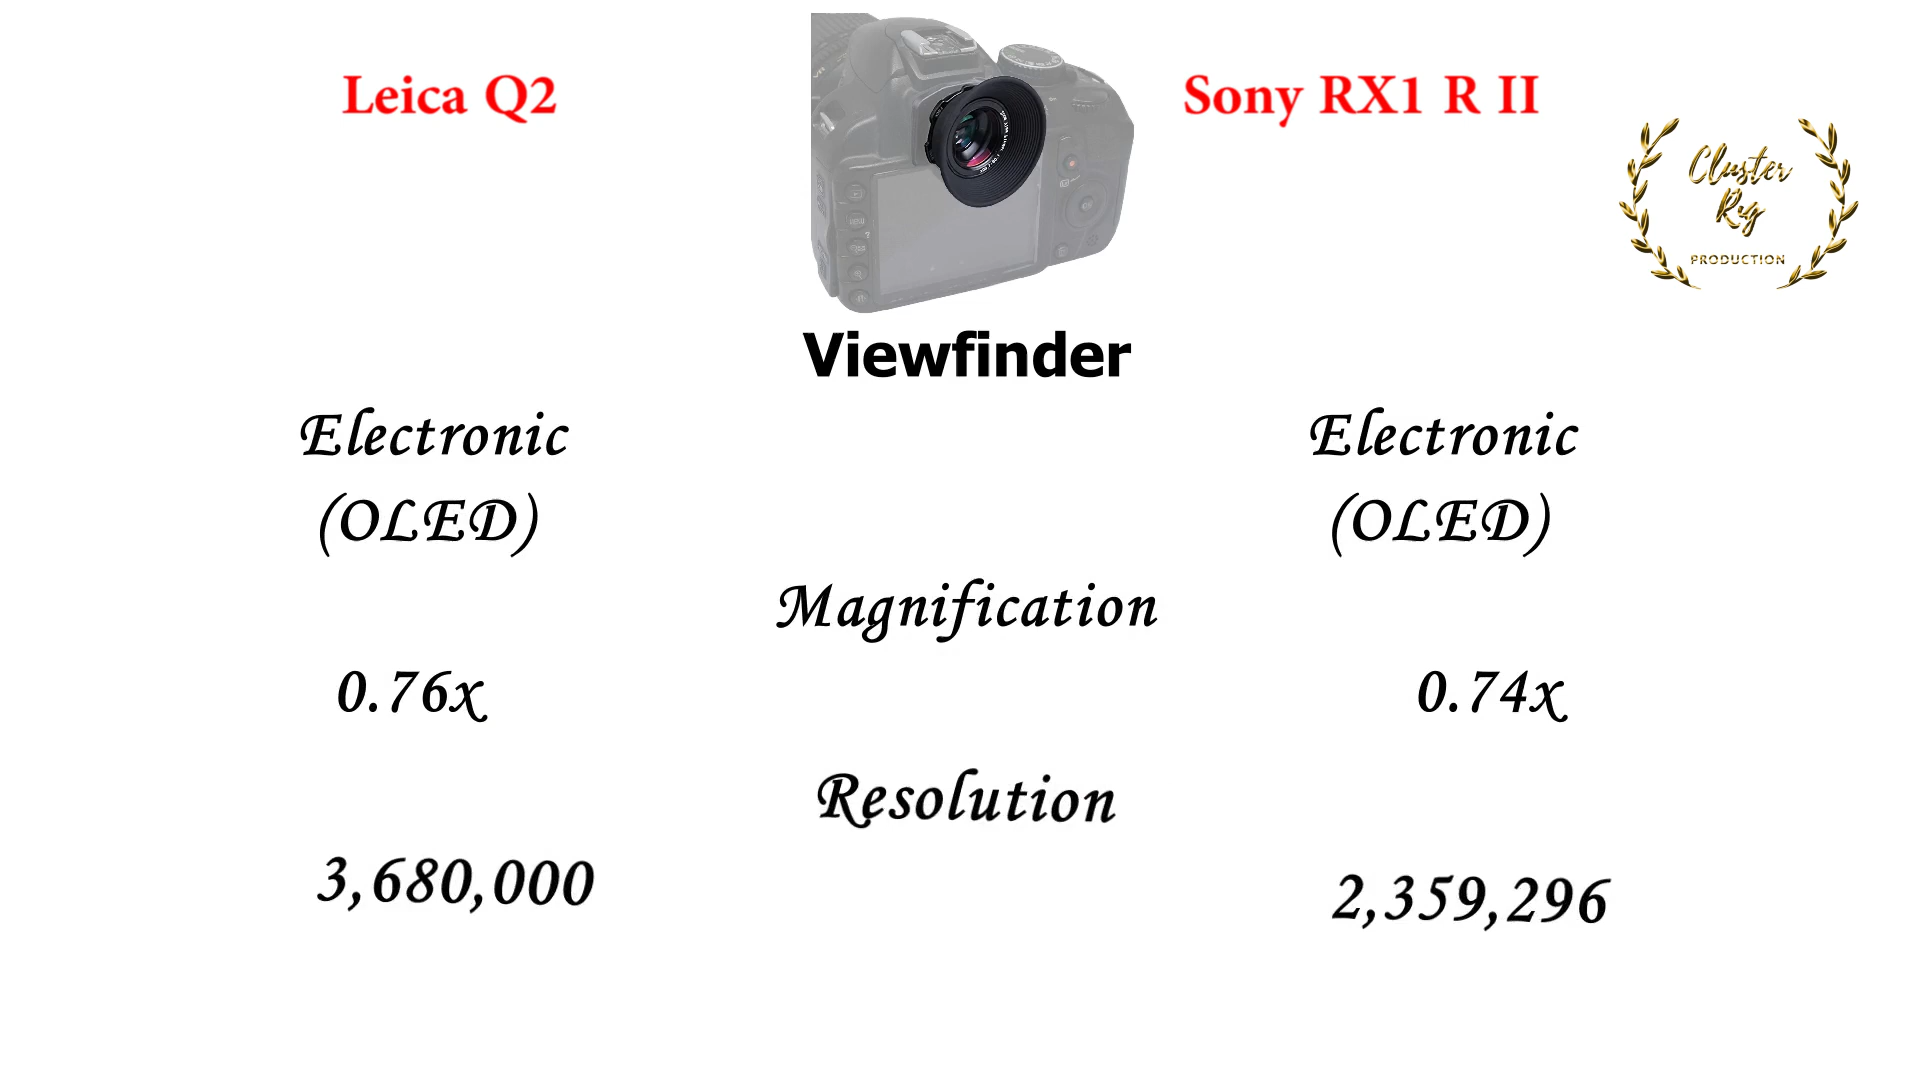 Leica Q2
Sony RX1 R II
Cluster
Rig
PRODUCTION
Viewfinder
Electronic
(OLED)
Electronic
(OLED)
Magnification
0.76x
0.74x
Resolution
3,680,000
2,359,296